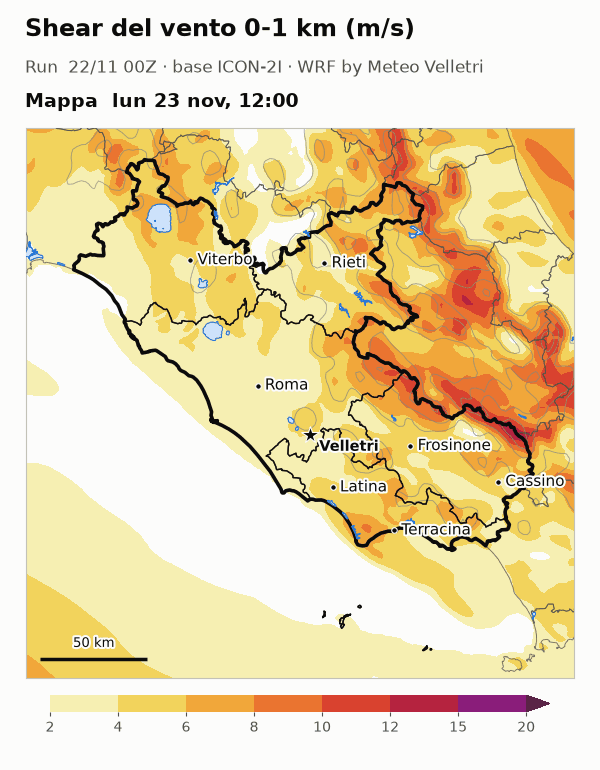 Shear del vento 0-1 km (m/s)
Run  22/11 00Z · base ICON-2I · WRF by Meteo Velletri
Mappa  lun 23 nov, 12:00
Viterbo
Rieti
Roma
Velletri
Frosinone
Cassino
Latina
Terracina
50 km
2 4 6 8 10 12 15 20